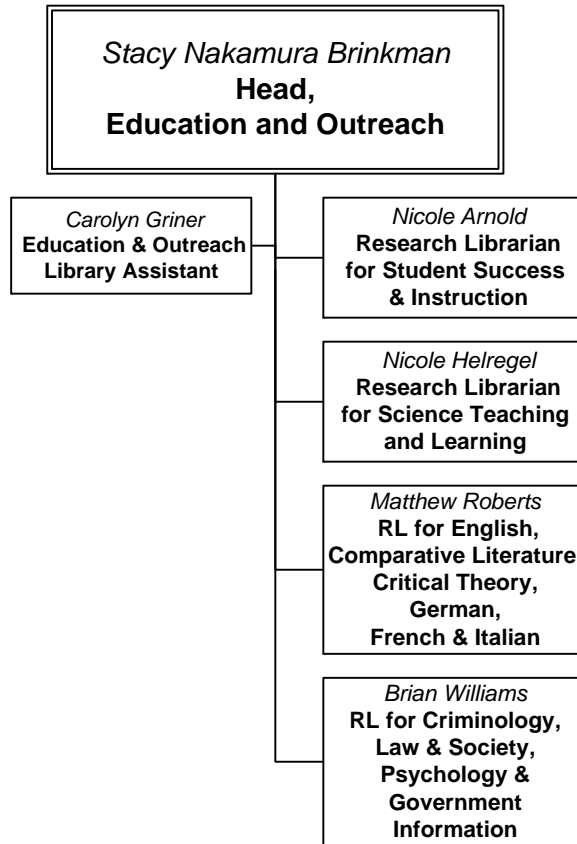 Stacy Nakamura Brinkman
Head,
Education and Outreach
Carolyn Griner
Education & Outreach
Library Assistant
Nicole Arnold
Research Librarian
for Student Success
& Instruction
Nicole Helregel
Research Librarian
for Science Teaching
and Learning
Matthew Roberts
RL for English,
Comparative Literature
Critical Theory,
German,
French & Italian
Brian Williams
RL for Criminology,
Law & Society,
Psychology &
Government
Information